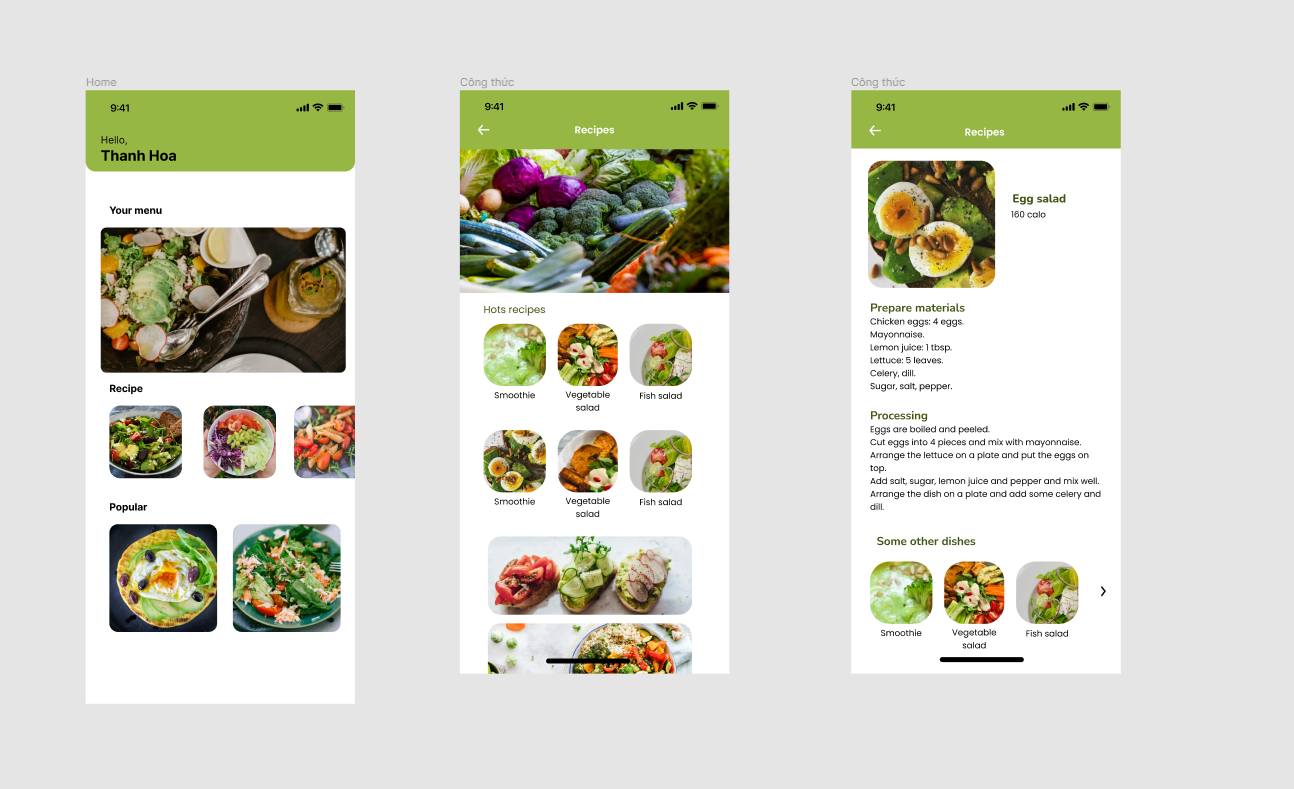 Home
9:41
Hello,
Thanh Hoa
Your menu
Recipe
Popular
Công thức
9:41
Recipes
Hots recipes
Smoothie
Vegetable
salad
Fish salad
Smoothie
Vegetable
salad
Fish salad
Công thức
9:41
Recipes
Egg salad
160 calo
Prepare materials
Chicken eggs: 4 eggs.
Mayonnaise.
Lemon juice: 1 tbsp.
Lettuce: 5 leaves.
Celery, dill.
Sugar, salt, pepper.
Processing
Eggs are boiled and peeled.
Cut eggs into 4 pieces and mix with mayonnaise.
Arrange the lettuce on a plate and put the eggs on
top.
Add salt, sugar, lemon juice and pepper and mix well.
Arrange the dish on a plate and add some celery and
dill.
Some other dishes
Smoothie
Vegetable
salad
Fish salad